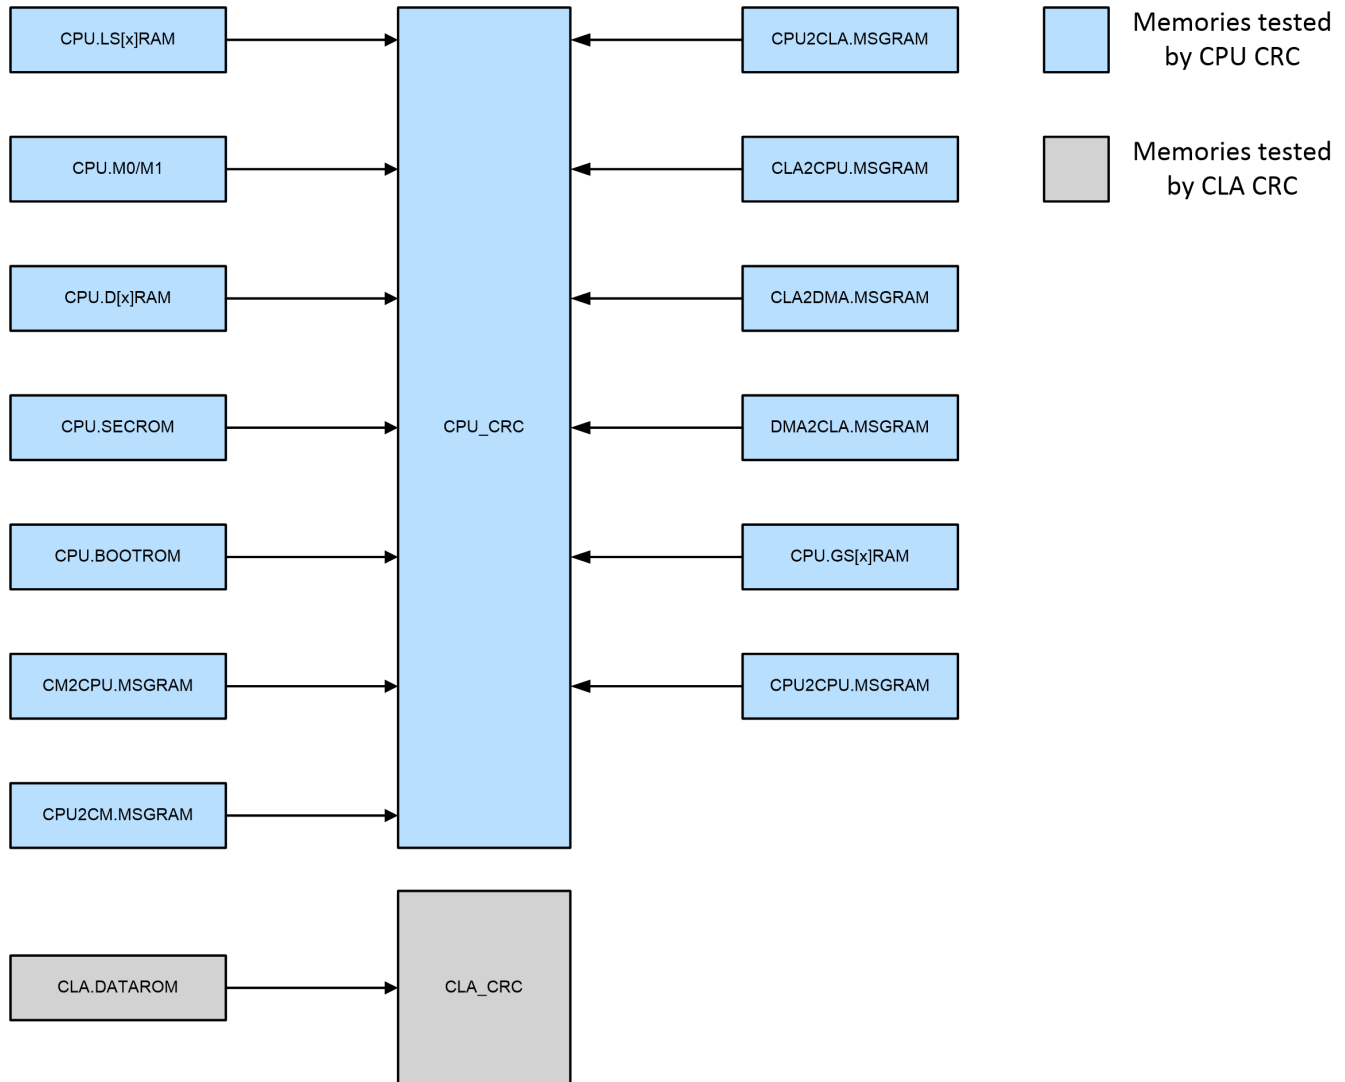 CPU.LS[x]RAM
CPU.M0/M1
CPU.D[x]RAM
CPU.SECROM
CPU.BOOTROM
CM2CPU.MSGRAM
CPU2CM.MSGRAM
CLA.DATAROM
CPU_CRC
CLA_CRC
CPU2CLA.MSGRAM
CLA2CPU.MSGRAM
CLA2DMA.MSGRAM
DMA2CLA.MSGRAM
CPU.GS[x]RAM
CPU2CPU.MSGRAM
Memories tested
by CPU CRC
Memories tested
by CLA CRC